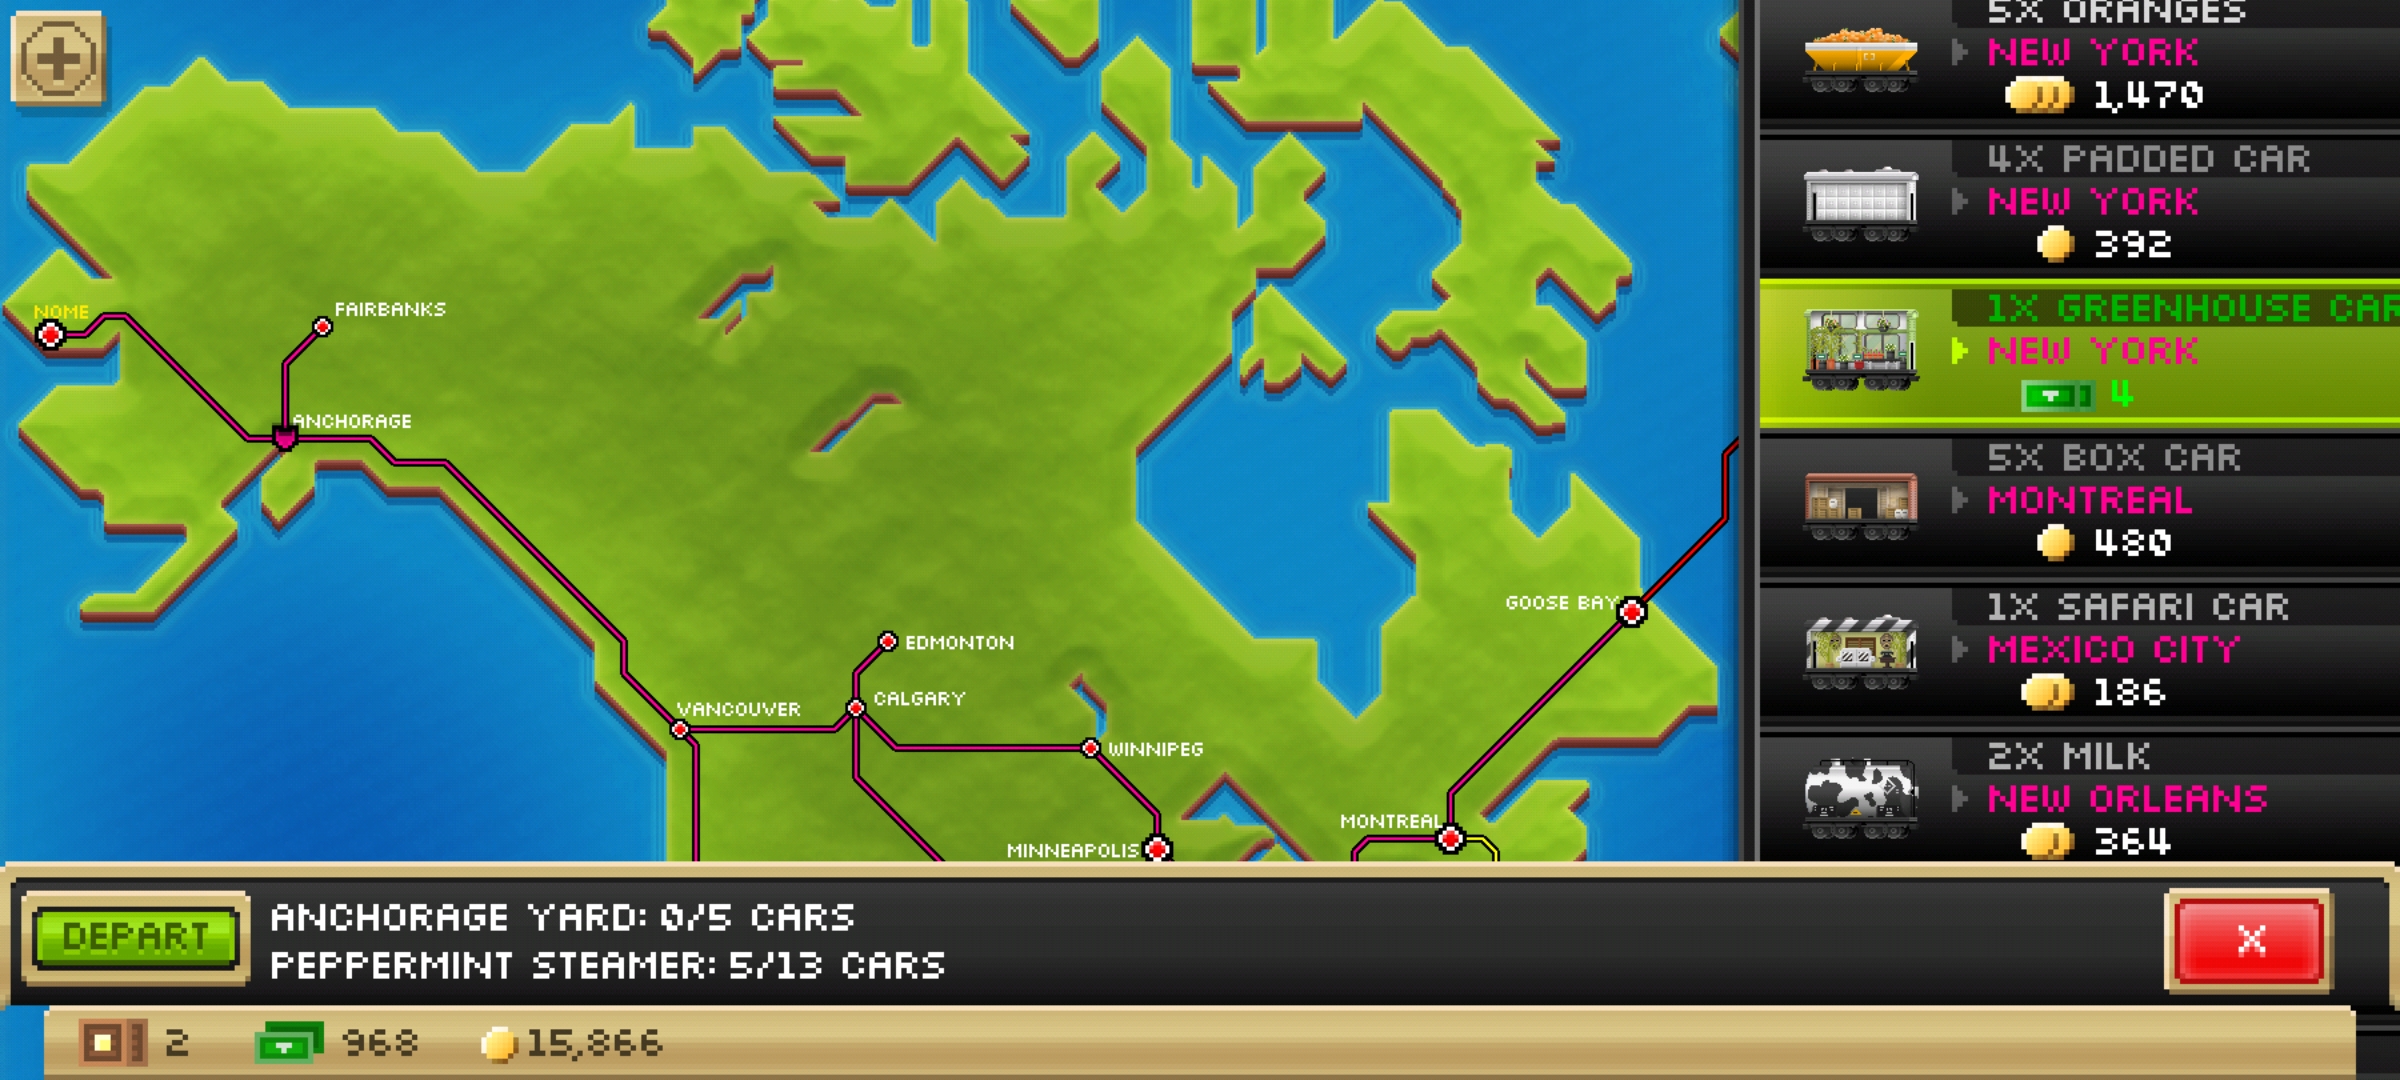 5X ORANGES
NEW YORK
1,470
4X PADDED CAR
NEW YORK
392
1X GREENHOUSE CAR
NEW YORK
4
5X BOX CAR
MONTREAL
480
1X SAFARI CAR
MEXICO CITY
186
2X MILK
NEW ORLEANS
364
NOME
FAIRBANKS
ANCHORAGE
GOOSE BAY
EDMONTON
CALGARY
VANCOUVER
WINNIPEG
MONTREAL
MINNEAPOLIS
DEPART
ANCHORAGE YARD: 0/5 CARS
PEPPERMINT STEAMER: 5/13 CARS
X
2
968
15,866